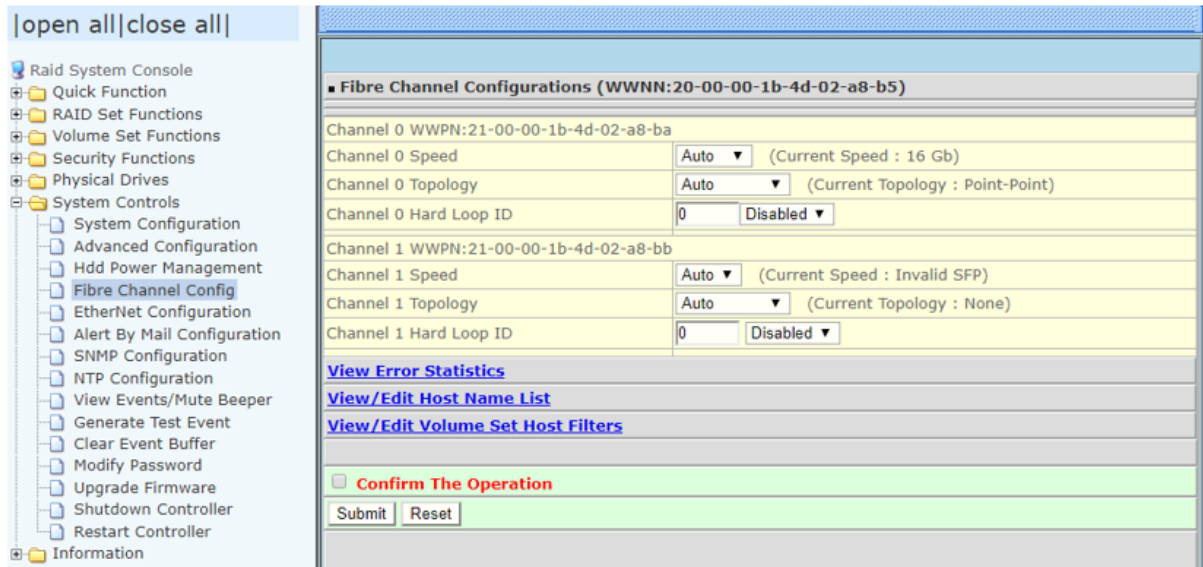 |open all|close all|
Raid System Console
Quick Function
RAID Set Functions
Volume Set Functions
Security Functions
Physical Drives
System Controls
System Configuration
Advanced Configuration
Hdd Power Management
Fibre Channel Config
EtherNet Configuration
Alert By Mail Configuration
SNMP Configuration
NTP Configuration
View Events/Mute Beeper
Generate Test Event
Clear Event Buffer
Modify Password
Upgrade Firmware
Shutdown Controller
Restart Controller
Information
Fibre Channel Configurations (WWNN:20-00-00-1b-4d-02-a8-b5)
Channel 0 WWPN:21-00-00-1b-4d-02-a8-ba
Channel 0 Speed Auto (Current Speed : 16 Gb)
Channel 0 Topology Auto (Current Topology : Point-Point)
Channel 0 Hard Loop ID 0 Disabled
Channel 1 WWPN:21-00-00-1b-4d-02-a8-bb
Channel 1 Speed Auto (Current Speed : Invalid SFP)
Channel 1 Topology Auto (Current Topology : None)
Channel 1 Hard Loop ID 0 Disabled
View Error Statistics
View/Edit Host Name List
View/Edit Volume Set Host Filters
Confirm The Operation
Submit Reset